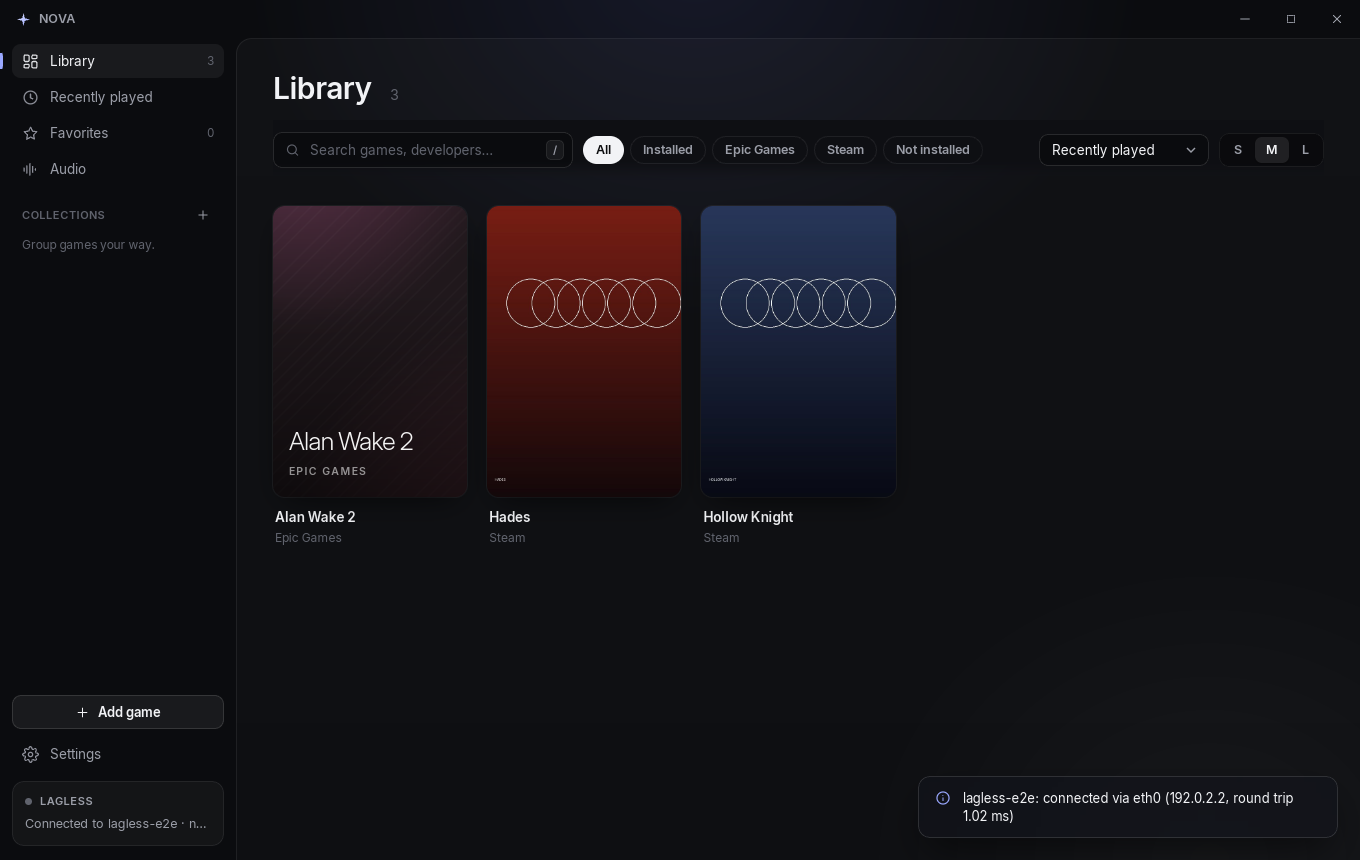 NOVA
Library 3
Recently played
Favorites 0
Audio
COLLECTIONS
Group games your way.
Add game
Settings
LAGLESS
Connected to lagless-e2e · n...
Library 3
Search games, developers... /
All Installed Epic Games Steam Not installed
Recently played
S M L
Alan Wake 2
EPIC GAMES
Alan Wake 2
Epic Games
HADES
Hades
Steam
HOLLOW KNIGHT
Hollow Knight
Steam
lagless-e2e: connected via eth0 (192.0.2.2, round trip
1.02 ms)